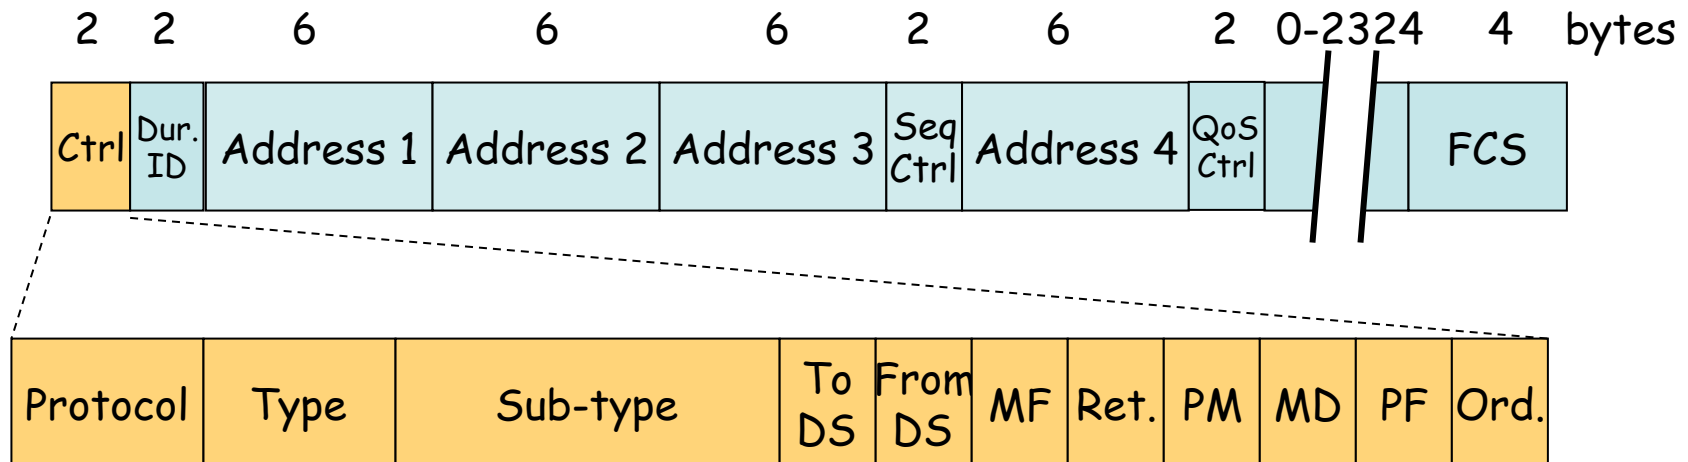 2 2 6 6 6 2 6 2 0-2324 4 bytes
Ctrl
Dur.
ID
Address 1
Address 2
Address 3
Seq
Ctrl
Address 4
QoS
Ctrl
FCS
Protocol
Type
Sub-type
To
DS
From
DS
MF
Ret.
PM
MD
PF
Ord.